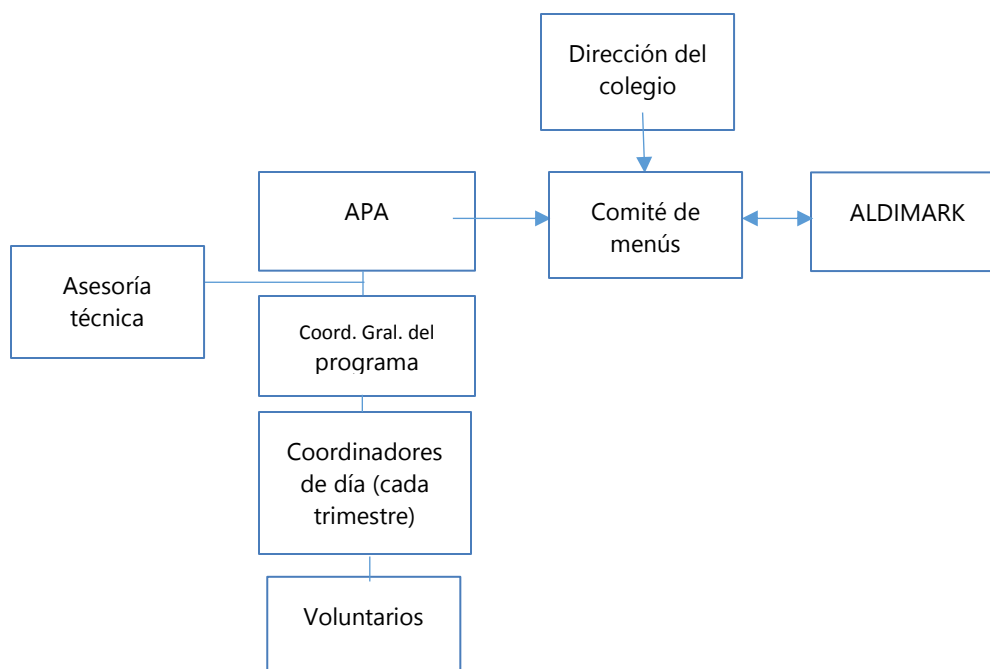 Dirección del
colegio
APA
Comité de
menús
ALDIMARK
Asesoría
técnica
Coord. Gral. del
programa
Coordinadores
de día (cada
trimestre)
Voluntarios